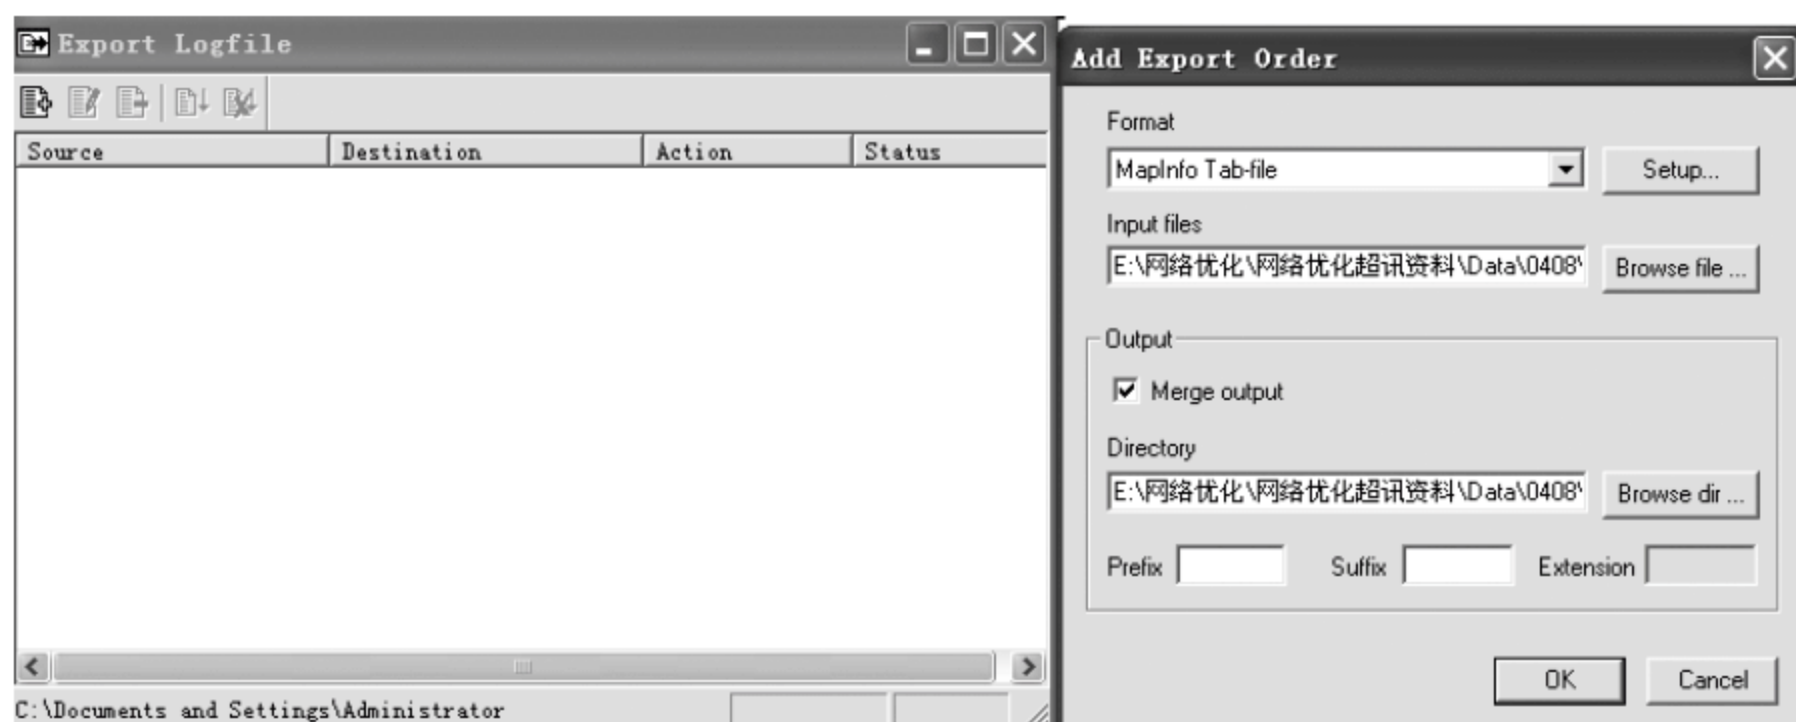 Export Logfile
Source Destination Action Status
C:\Documents and Settings\Administrator
Add Export Order
Format
MapInfo Tab-file Setup...
Input files
E:\网络优化\网络优化超讯资料\Data\0408\ Browse file ...
Output
Merge output
Directory
E:\网络优化\网络优化超讯资料\Data\0408\ Browse dir ...
Prefix Suffix Extension
OK Cancel